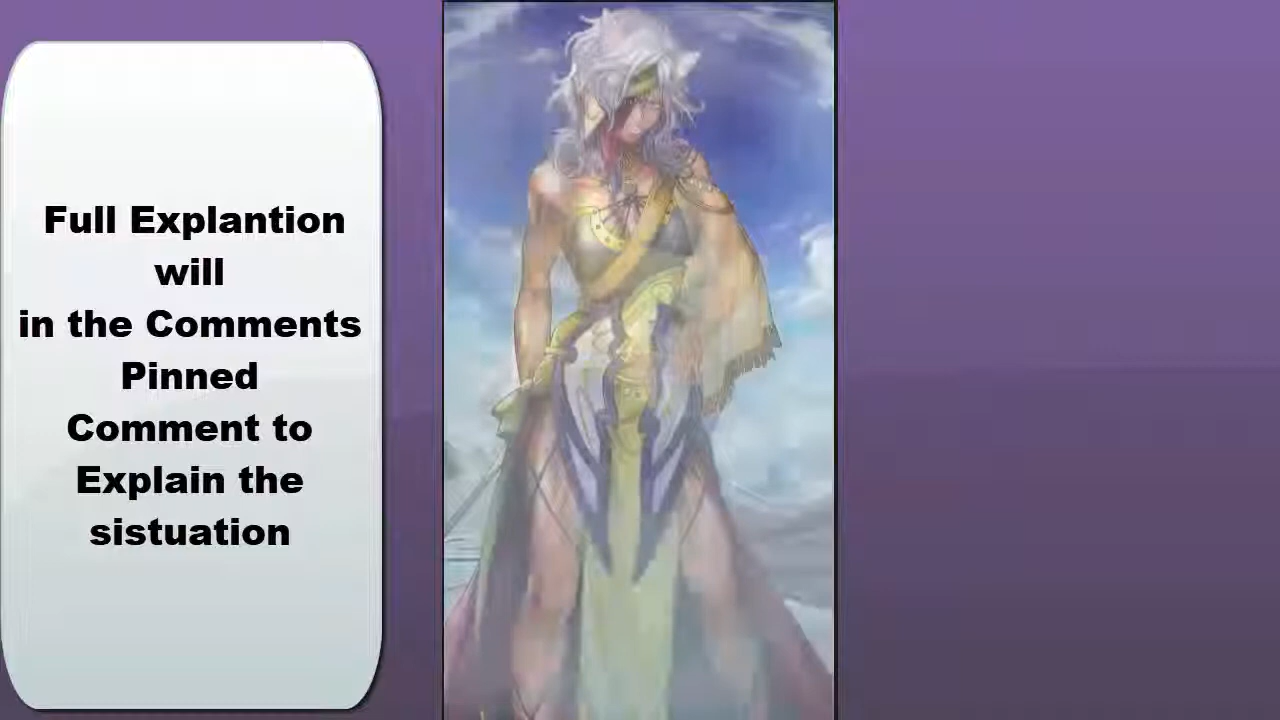 Full Explantion
will
in the Comments
Pinned
Comment to
Explain the
sistuation